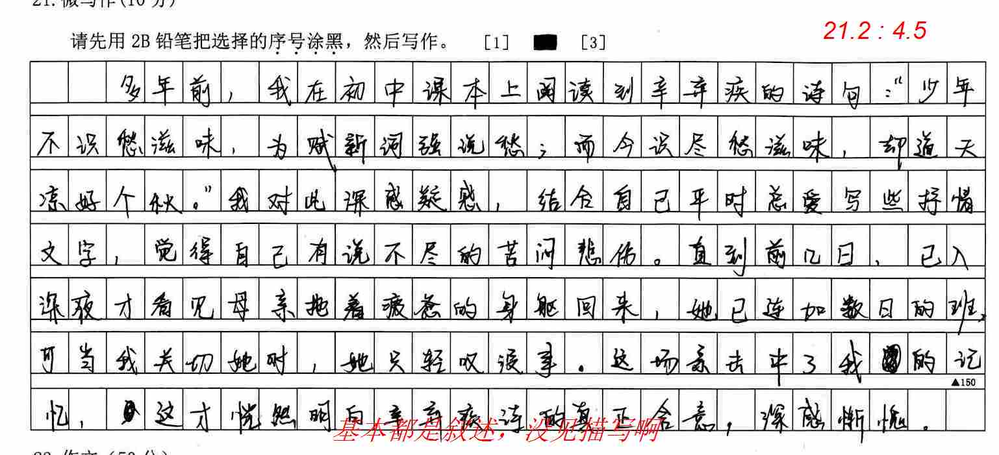 21.微写作(10分)
请先用 2B 铅笔把选择的序号涂黑，然后写作。 [1] [3]
21.2 : 4.5
多年前，我在初中课本上阅读到辛弃疾的诗句：“少年
不识愁滋味，为赋新词强说愁；而今识尽愁滋味，却道天
凉好个秋。”我对此深感疑惑，结合自己平时总爱写些抒情
文字，觉得自己有说不尽的苦闷悲伤。直到前几日，已入
深夜才看见母亲拖着疲惫的身躯回来，她已连加数日的班，
可当我关切她时，她只轻叹没事。这场景击中了我的记
▲150
忆，这才恍然明白辛弃疾诗的真正含意，深感惭愧。
基本都是叙述，没见描写啊
22.作文(50分)